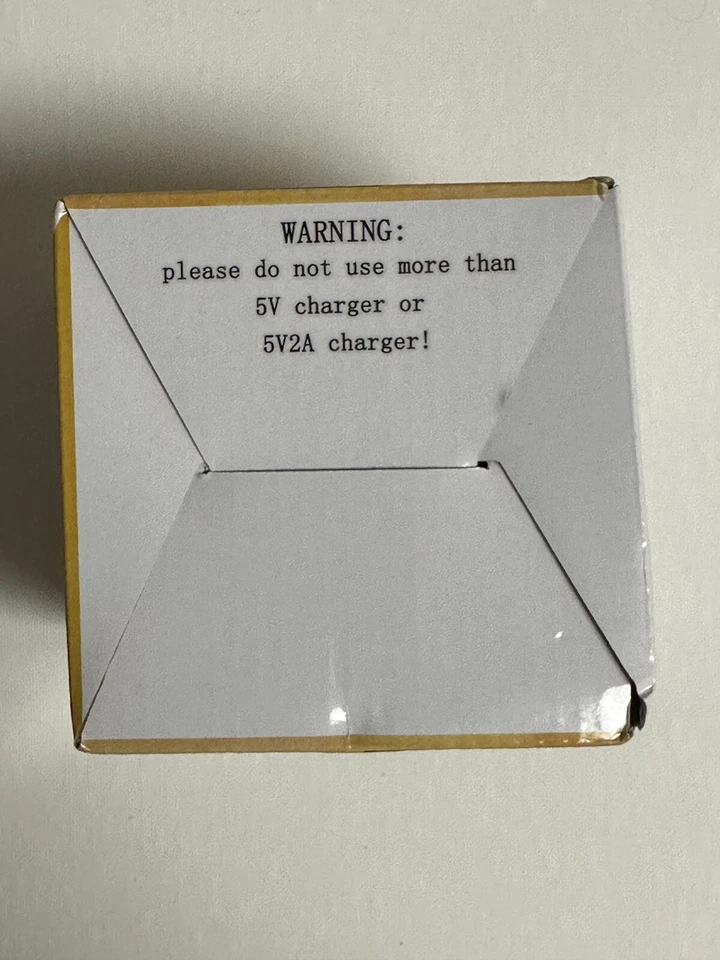 WARNING:
please do not use more than
5V charger or
5V2A charger!